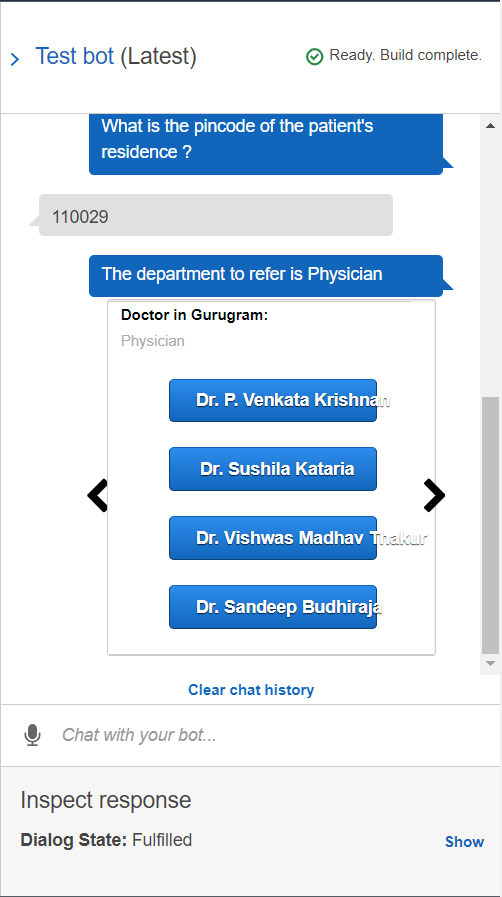 Test bot (Latest)
Ready. Build complete.
What is the pincode of the patient's
residence ?
110029
The department to refer is Physician
Doctor in Gurugram:
Physician
Dr. P. Venkata Krishnan
Dr. Sushila Kataria
Dr. Vishwas Madhav Thakur
Dr. Sandeep Budhiraja
Clear chat history
Chat with your bot...
Inspect response
Dialog State: Fulfilled
Show